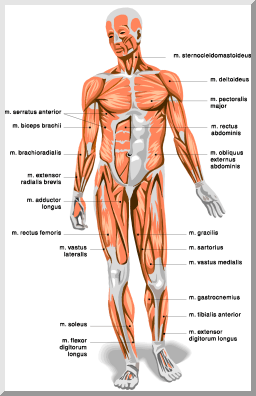 m. sternocleidomastoideus
m. deltoideus
m. pectoralis
major
m. serratus anterior
m. biceps brachii
m. rectus
abdominis
m. brachioradialis
m. obliquus
externus
abdominis
m. extensor
radialis brevis
m. adductor
longus
m. rectus femoris
m. gracilis
m. vastus
lateralis
m. sartorius
m. vastus medialis
m. gastrocnemius
m. tibialis anterior
m. soleus
m. extensor
digitorum longus
m. flexor
digitorum
longus